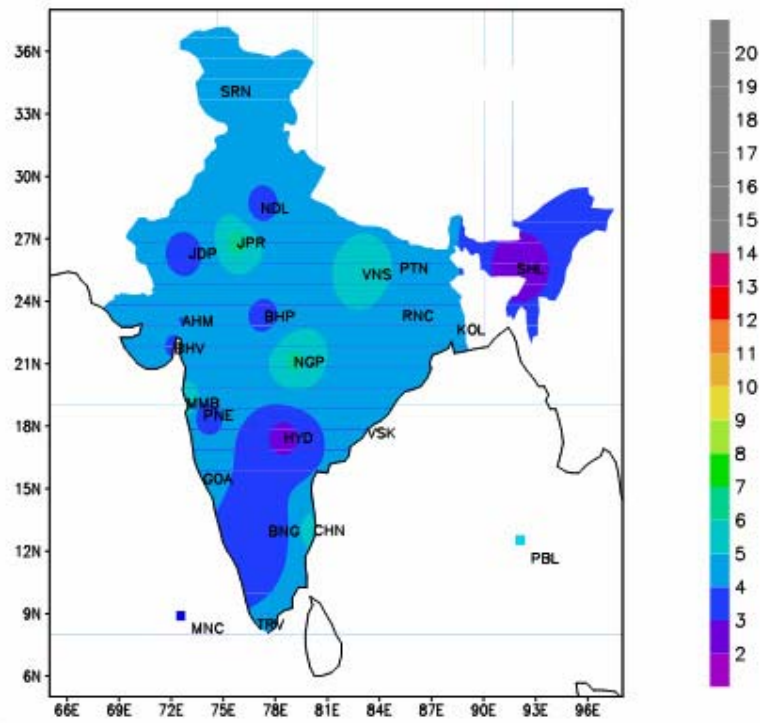 36N
33N
30N
27N
24N
21N
18N
15N
12N
9N
6N
66E 69E 72E 75E 78E 81E 84E 87E 90E 93E 96E
SRN
NDL
JDP
JPR
VNS
PTN
SHL
AHM
BHP
RNC
KOL
BHV
NGP
MMB
PNE
HYD
VSK
GOA
BNG
CHN
PBL
MNC
TRV
20
19
18
17
16
15
14
13
12
11
10
9
8
7
6
5
4
3
2